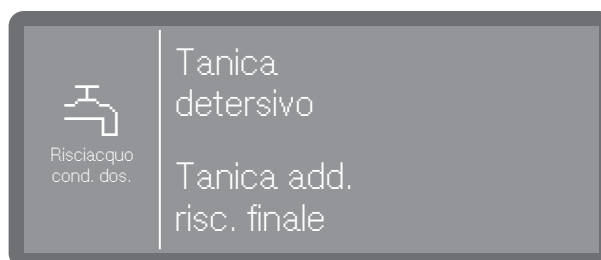 Risciacquo
cond. dos.
Tanica
detersivo
Tanica add.
risc. finale